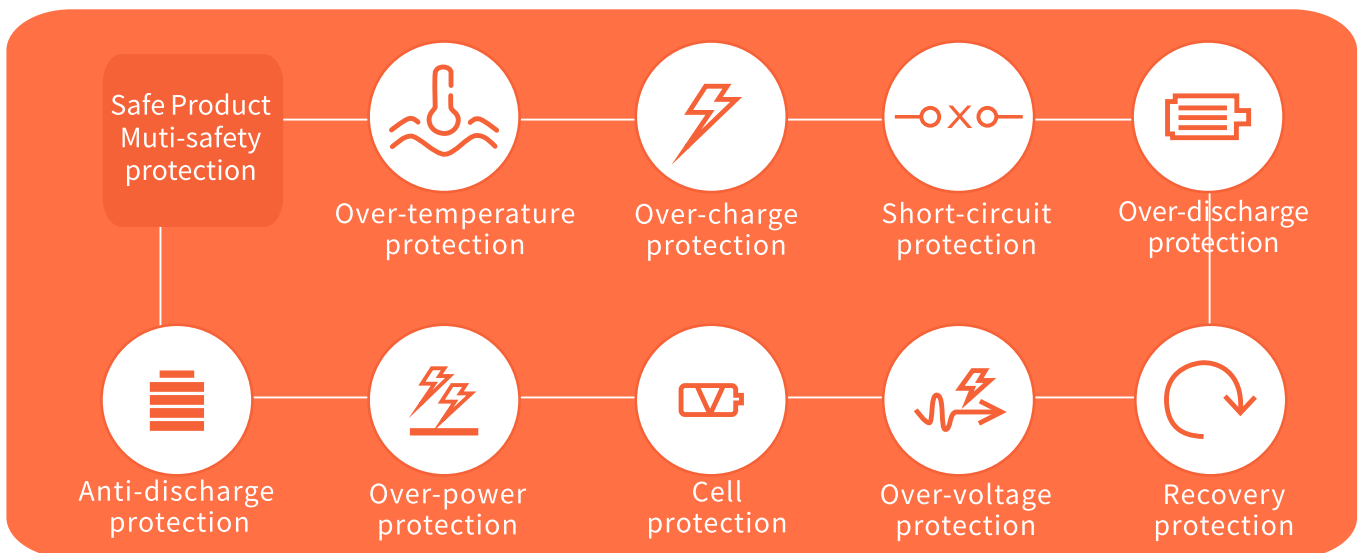 Safe Product
Muti-safety
protection
Over-temperature
protection
Over-charge
protection
Short-circuit
protection
Over-discharge
protection
Anti-discharge
protection
Over-power
protection
Cell
protection
Over-voltage
protection
Recovery
protection